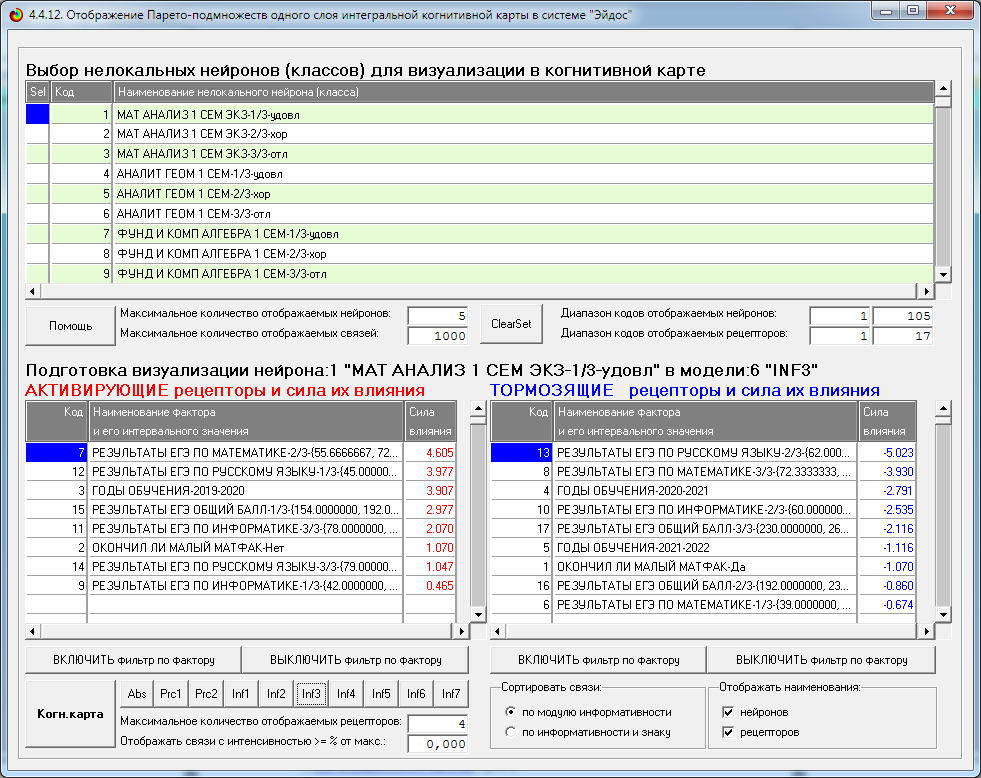 4.4.12. Отображение Парето-подмножеств одного слоя интегральной когнитивной карты в системе "Эйдос"
Выбор нелокальных нейронов (классов) для визуализации в когнитивной карте
Sel Код Наименование нелокального нейрона (класса)
1 МАТ АНАЛИЗ 1 СЕМ ЭКЗ-1/3-удовл
2 МАТ АНАЛИЗ 1 СЕМ ЭКЗ-2/3-хор
3 МАТ АНАЛИЗ 1 СЕМ ЭКЗ-3/3-отл
4 АНАЛИТ ГЕОМ 1 СЕМ-1/3-удовл
5 АНАЛИТ ГЕОМ 1 СЕМ-2/3-хор
6 АНАЛИТ ГЕОМ 1 СЕМ-3/3-отл
7 ФУНД И КОМП АЛГЕБРА 1 СЕМ-1/3-удовл
8 ФУНД И КОМП АЛГЕБРА 1 СЕМ-2/3-хор
9 ФУНД И КОМП АЛГЕБРА 1 СЕМ-3/3-отл
Помощь
Максимальное количество отображаемых нейронов: 5
Максимальное количество отображаемых связей: 1000
ClearSet
Диапазон кодов отображаемых нейронов: 1 105
Диапазон кодов отображаемых рецепторов: 1 17
Подготовка визуализации нейрона:1 "МАТ АНАЛИЗ 1 СЕМ ЭКЗ-1/3-удовл" в модели:6 "INF3"
АКТИВИРУЮЩИЕ рецепторы и сила их влияния
Код Наименование фактора Сила
и его интервального значения влияния
7 РЕЗУЛЬТАТЫ ЕГЭ ПО МАТЕМАТИКЕ-2/3-{55.6666667, 72... 4.605
12 РЕЗУЛЬТАТЫ ЕГЭ ПО РУССКОМУ ЯЗЫКУ-1/3-{45.00000... 3.977
3 ГОДЫ ОБУЧЕНИЯ-2019-2020 3.907
15 РЕЗУЛЬТАТЫ ЕГЭ ОБЩИЙ БАЛЛ-1/3-{154.0000000, 192.0... 2.977
11 РЕЗУЛЬТАТЫ ЕГЭ ПО ИНФОРМАТИКЕ-3/3-{78.0000000, ... 2.070
2 ОКОНЧИЛ ЛИ МАЛЫЙ МАТФАК-Нет 1.070
14 РЕЗУЛЬТАТЫ ЕГЭ ПО РУССКОМУ ЯЗЫКУ-3/3-{79.00000... 1.047
9 РЕЗУЛЬТАТЫ ЕГЭ ПО ИНФОРМАТИКЕ-1/3-{42.0000000, ... 0.465
ТОРМОЗЯЩИЕ рецепторы и сила их влияния
Код Наименование фактора Сила
и его интервального значения влияния
13 РЕЗУЛЬТАТЫ ЕГЭ ПО РУССКОМУ ЯЗЫКУ-2/3-{62.000... -5.023
8 РЕЗУЛЬТАТЫ ЕГЭ ПО МАТЕМАТИКЕ-3/3-{72.3333333, ... -3.930
4 ГОДЫ ОБУЧЕНИЯ-2020-2021 -2.791
10 РЕЗУЛЬТАТЫ ЕГЭ ПО ИНФОРМАТИКЕ-2/3-{60.000000... -2.535
17 РЕЗУЛЬТАТЫ ЕГЭ ОБЩИЙ БАЛЛ-3/3-{230.0000000, 26... -2.116
5 ГОДЫ ОБУЧЕНИЯ-2021-2022 -1.116
1 ОКОНЧИЛ ЛИ МАЛЫЙ МАТФАК-Да -1.070
16 РЕЗУЛЬТАТЫ ЕГЭ ОБЩИЙ БАЛЛ-2/3-{192.0000000, 23... -0.860
6 РЕЗУЛЬТАТЫ ЕГЭ ПО МАТЕМАТИКЕ-1/3-{39.0000000, ... -0.674
ВКЛЮЧИТЬ фильтр по фактору ВЫКЛЮЧИТЬ фильтр по фактору
ВКЛЮЧИТЬ фильтр по фактору ВЫКЛЮЧИТЬ фильтр по фактору
Когн.карта
Abs Prc1 Prc2 Inf1 Inf2 Inf3 Inf4 Inf5 Inf6 Inf7
Максимальное количество отображаемых рецепторов: 4
Отображать связи с интенсивностью >= % от макс.: 0,000
Сортировать связи:
по модулю информативности
по информативности и знаку
Отображать наименования:
нейронов
рецепторов